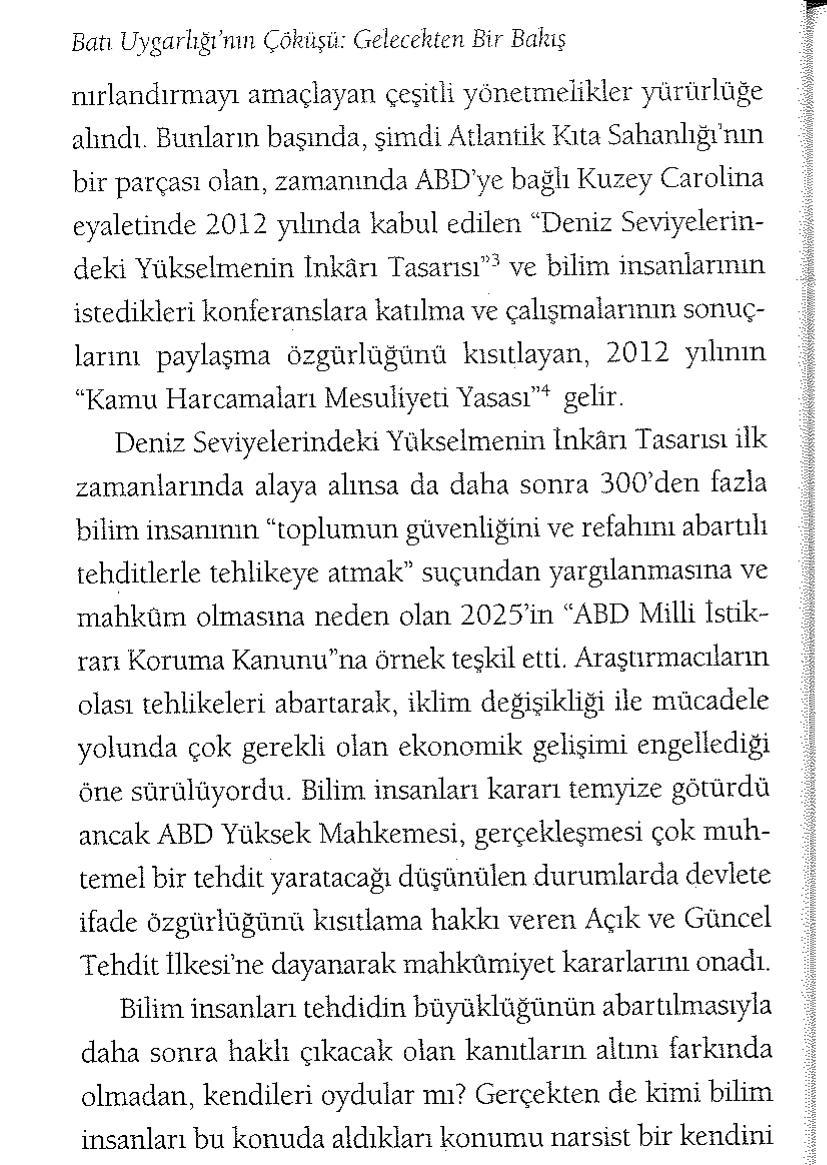 Batı Uygarlığı'nın Çöküşü: Gelecekten Bir Bakış
nırlandırmayı amaçlayan çeşitli yönetmelikler yürürlüğe
alındı. Bunların başında, şimdi Atlantik Kıta Sahanlığı'nın
bir parçası olan, zamanında ABD'ye bağlı Kuzey Carolina
eyaletinde 2012 yılında kabul edilen “Deniz Seviyelerin-
deki Yükselmenin İnkârı Tasarısı”³ ve bilim insanlarının
istedikleri konferanslara katılma ve çalışmalarının sonuç-
larını paylaşma özgürlüğünü kısıtlayan, 2012 yılının
“Kamu Harcamaları Mesuliyeti Yasası”⁴ gelir.
Deniz Seviyelerindeki Yükselmenin İnkârı Tasarısı ilk
zamanlarında alaya alınsa da daha sonra 300'den fazla
bilim insanının “toplumun güvenliğini ve refahını abartılı
tehditlerle tehlikeye atmak” suçundan yargılanmasına ve
mahkûm olmasına neden olan 2025'in “ABD Milli İstik-
rarı Koruma Kanunu”na örnek teşkil etti. Araştırmacıların
olası tehlikeleri abartarak, iklim değişikliği ile mücadele
yolunda çok gerekli olan ekonomik gelişimi engellediği
öne sürülüyordu. Bilim insanları kararı temyize götürdü
ancak ABD Yüksek Mahkemesi, gerçekleşmesi çok muh-
temel bir tehdit yaratacağı düşünülen durumlarda devlete
ifade özgürlüğünü kısıtlama hakkı veren Açık ve Güncel
Tehdit İlkesi'ne dayanarak mahkûmiyet kararlarını onadı.
Bilim insanları tehdidin büyüklüğünün abartılmasıyla
daha sonra haklı çıkacak olan kanıtların altını farkında
olmadan, kendileri oydular mı? Gerçekten de kimi bilim
insanları bu konuda aldıkları konumu narsist bir kendini